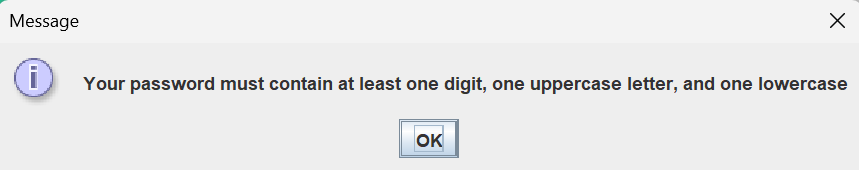 Message
Your password must contain at least one digit, one uppercase letter, and one lowercase
OK